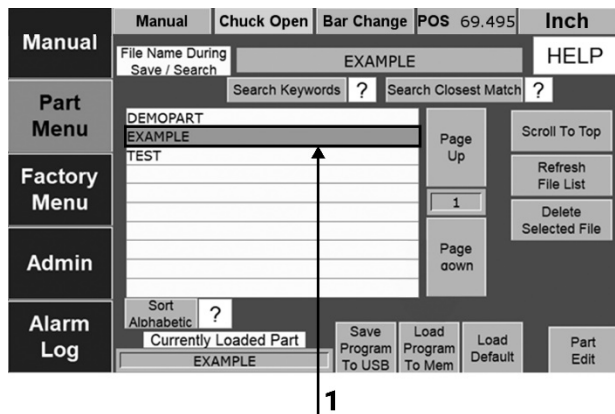 Manual
Chuck Open
Bar Change
POS 69.495
Inch
Manual
File Name During
Save / Search
EXAMPLE
HELP
Search Keywords
?
Search Closest Match
?
Part
Menu
DEMOPART
EXAMPLE
TEST
Page
Up
Scroll To Top
Refresh
File List
Factory
Menu
1
Delete
Selected File
Page
down
Admin
Sort
Alphabetic
?
Alarm
Log
Currently Loaded Part
EXAMPLE
Save
Program
To USB
Load
Program
To Mem
Load
Default
Part
Edit
1